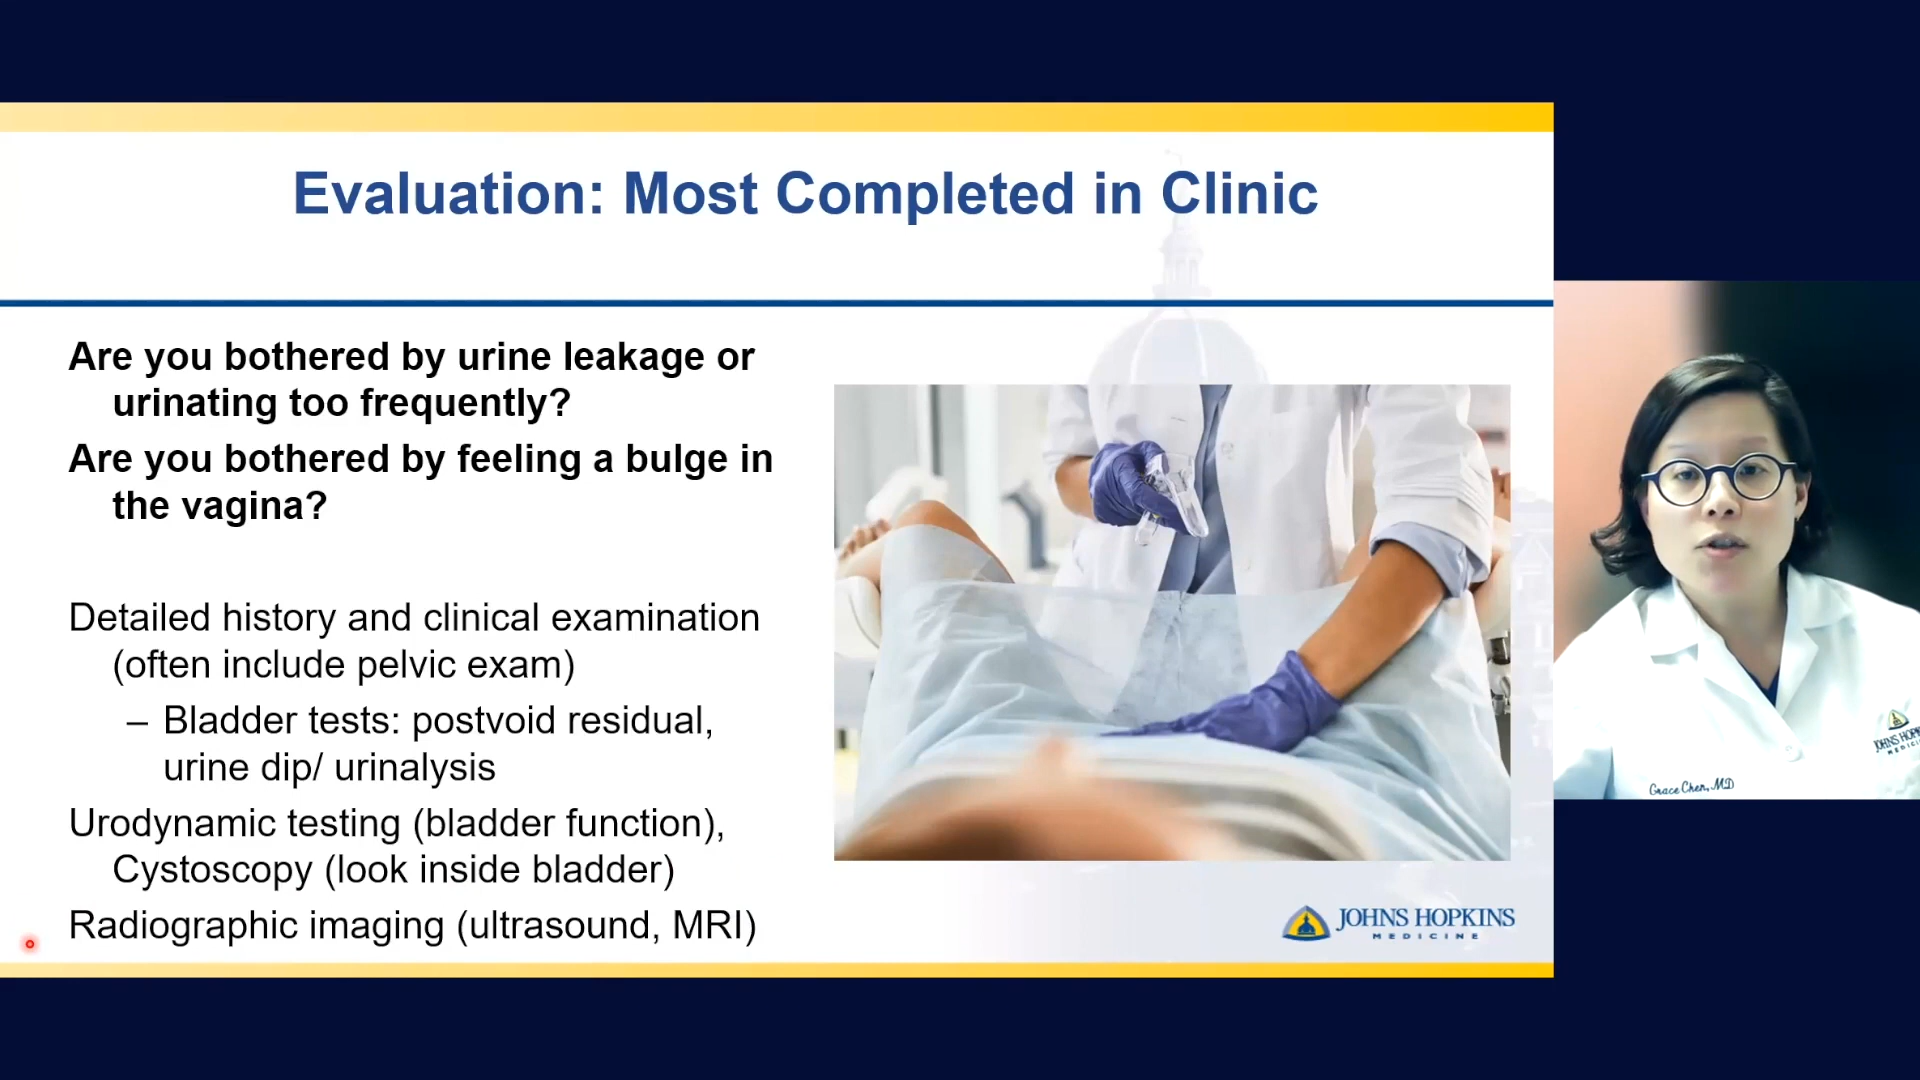 Evaluation: Most Completed in Clinic
Are you bothered by urine leakage or
urinating too frequently?
Are you bothered by feeling a bulge in
the vagina?
Detailed history and clinical examination
(often include pelvic exam)
– Bladder tests: postvoid residual,
urine dip/ urinalysis
Urodynamic testing (bladder function),
Cystoscopy (look inside bladder)
Radiographic imaging (ultrasound, MRI)
JOHNS HOPKINS
MEDICINE
Grace Chen, MD